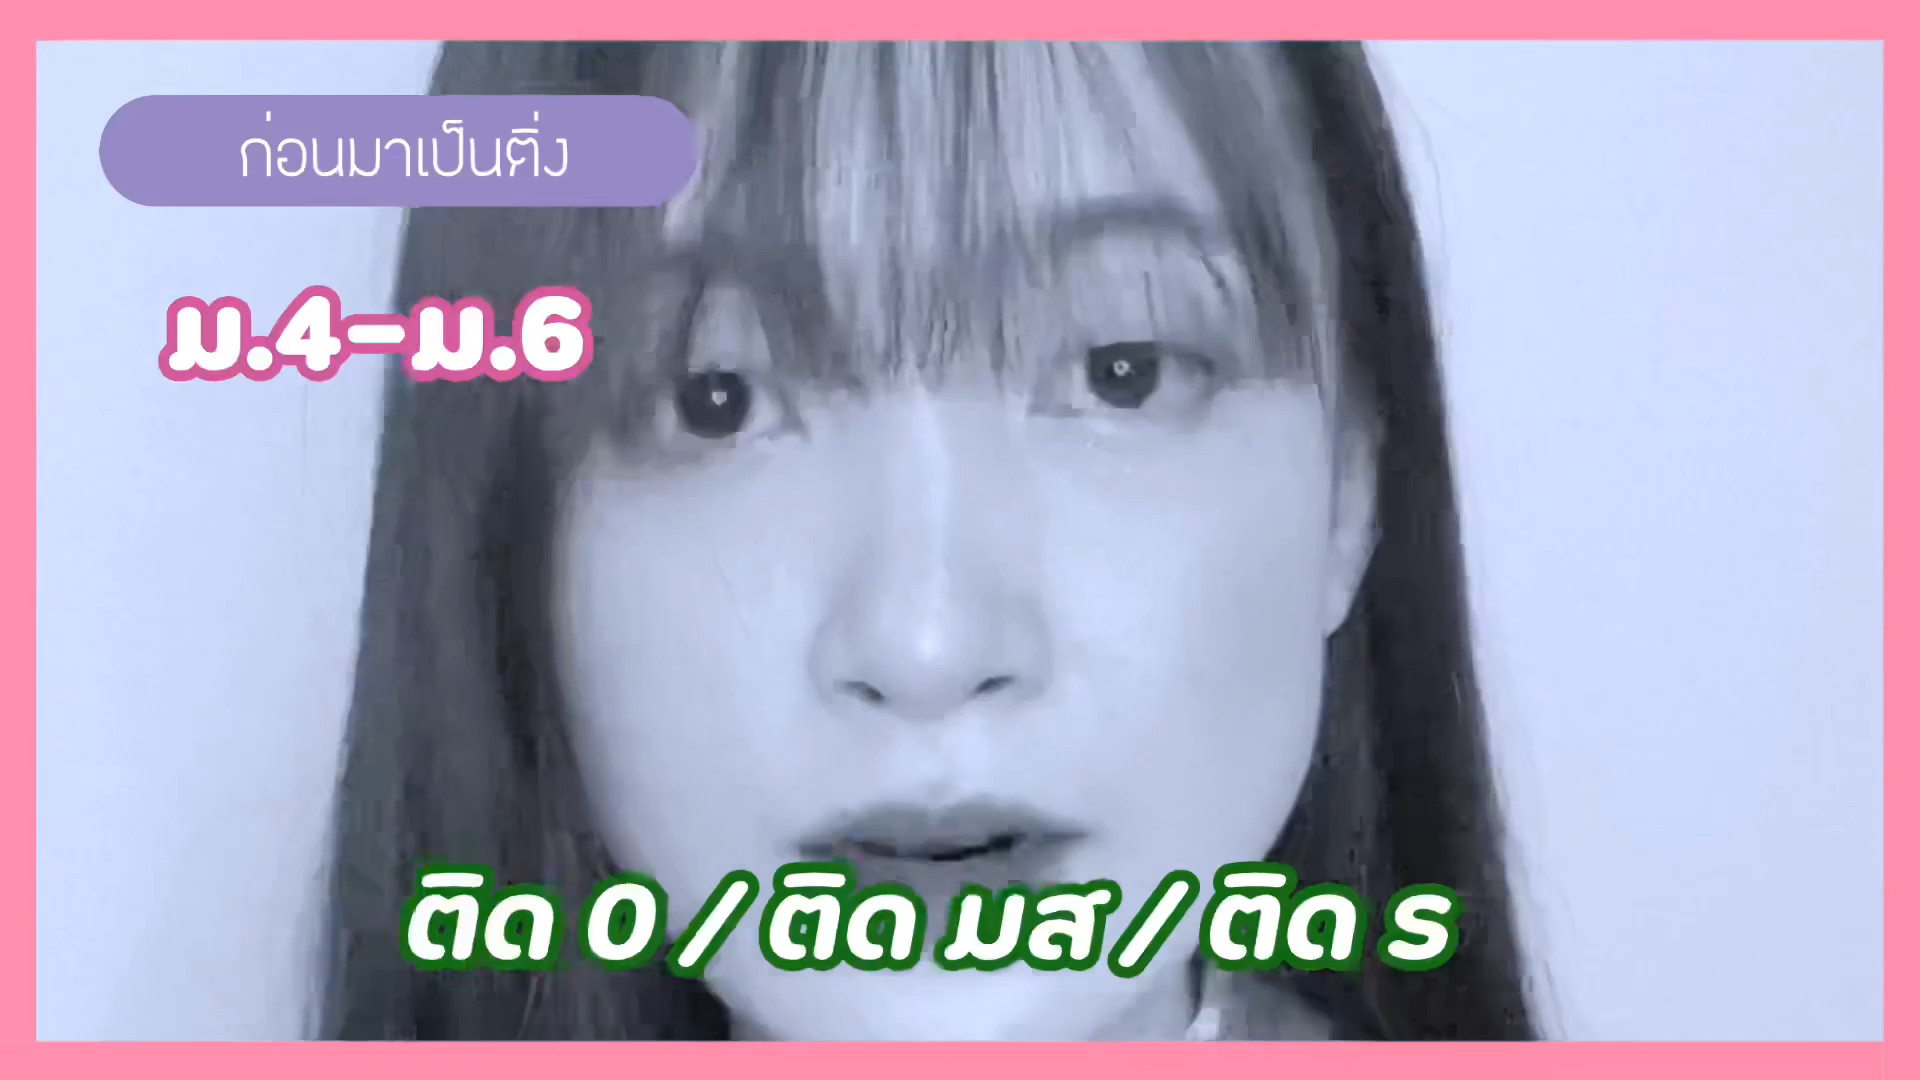 ก่อนมาเป็นติ่ง
ม.4-ม.6
ติด 0 / ติด มส / ติด ร